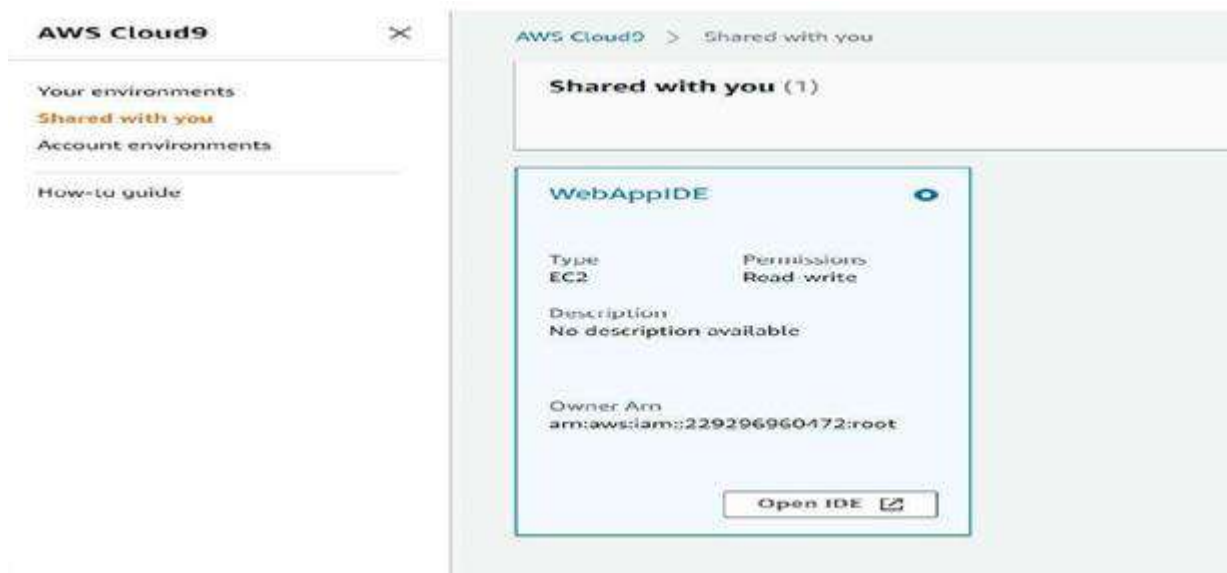 AWS Cloud9
Your environments
Shared with you
Account environments
How-to guide
AWS Cloud9 > Shared with you
Shared with you (1)
WebAppIDE
Type Permissions
EC2 Read-write
Description
No description available
Owner Arn
arn:aws:iam::229296960472:root
Open IDE